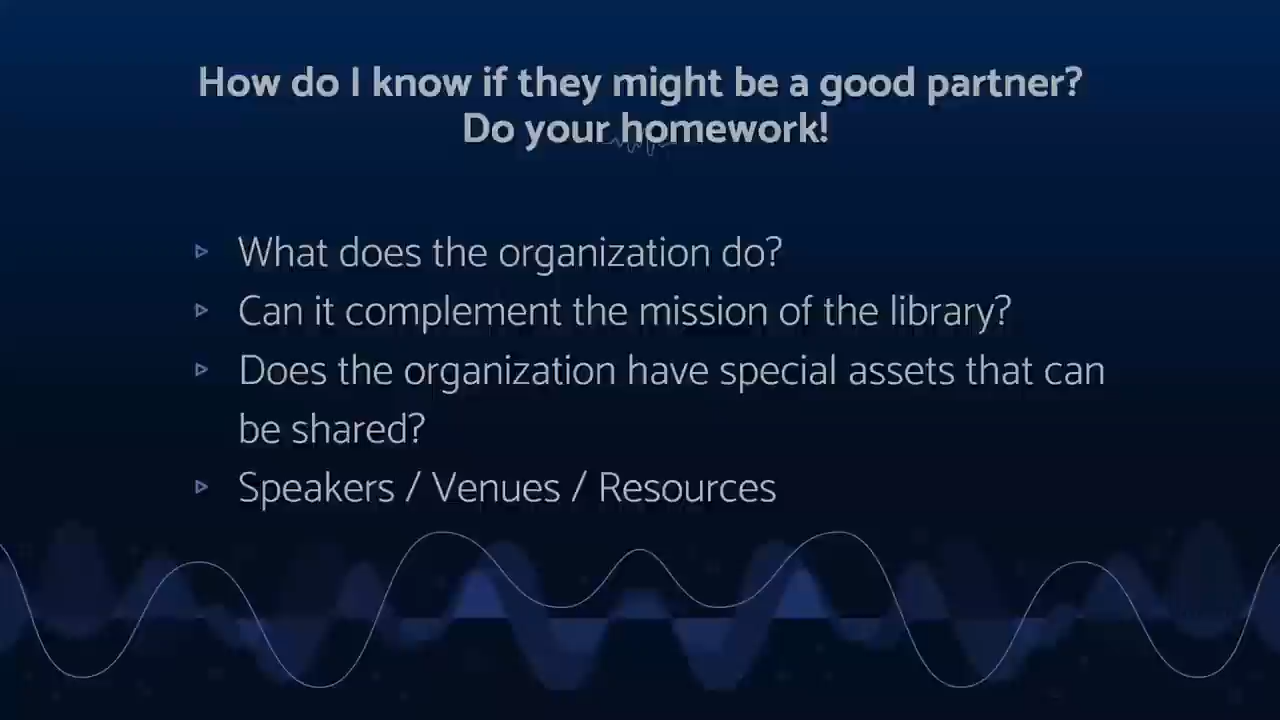 How do I know if they might be a good partner?
Do your homework!
What does the organization do?
Can it complement the mission of the library?
Does the organization have special assets that can
be shared?
Speakers / Venues / Resources